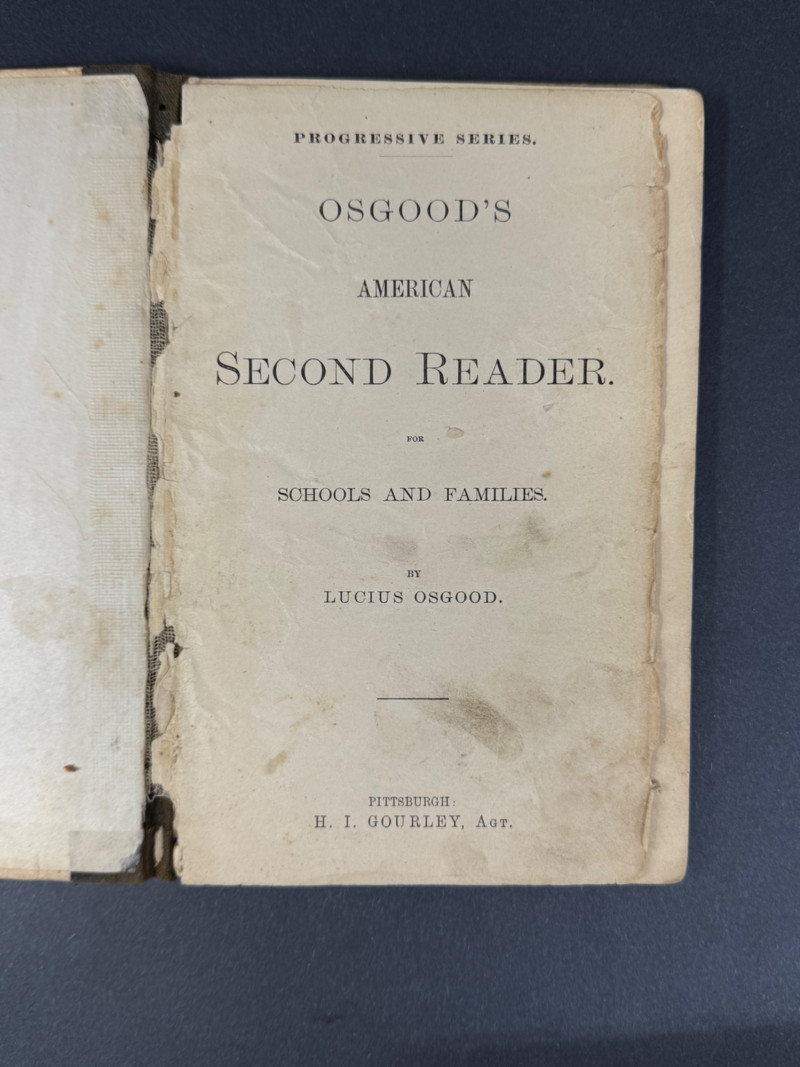 PROGRESSIVE SERIES.
OSGOOD'S
AMERICAN
SECOND READER.
FOR
SCHOOLS AND FAMILIES.
BY
LUCIUS OSGOOD.
PITTSBURGH:
H. I. GOURLEY, AGT.